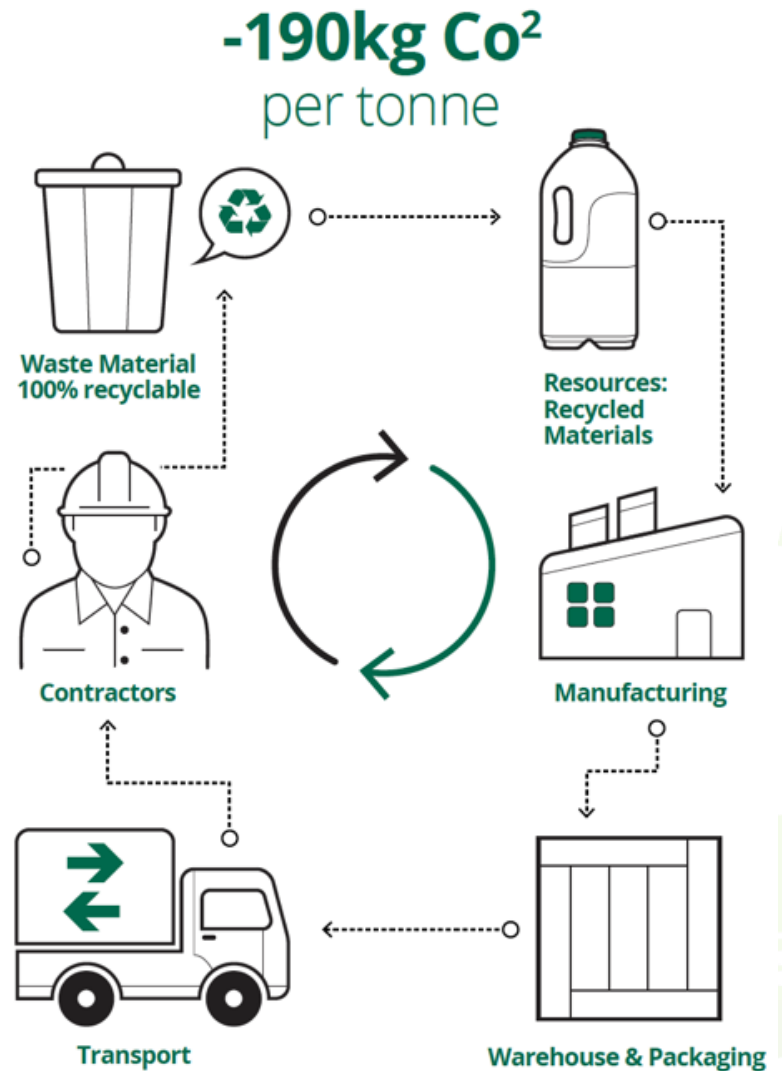 -190kg Co²
per tonne
Waste Material
100% recyclable
Resources:
Recycled
Materials
Contractors
Manufacturing
Transport
Warehouse & Packaging